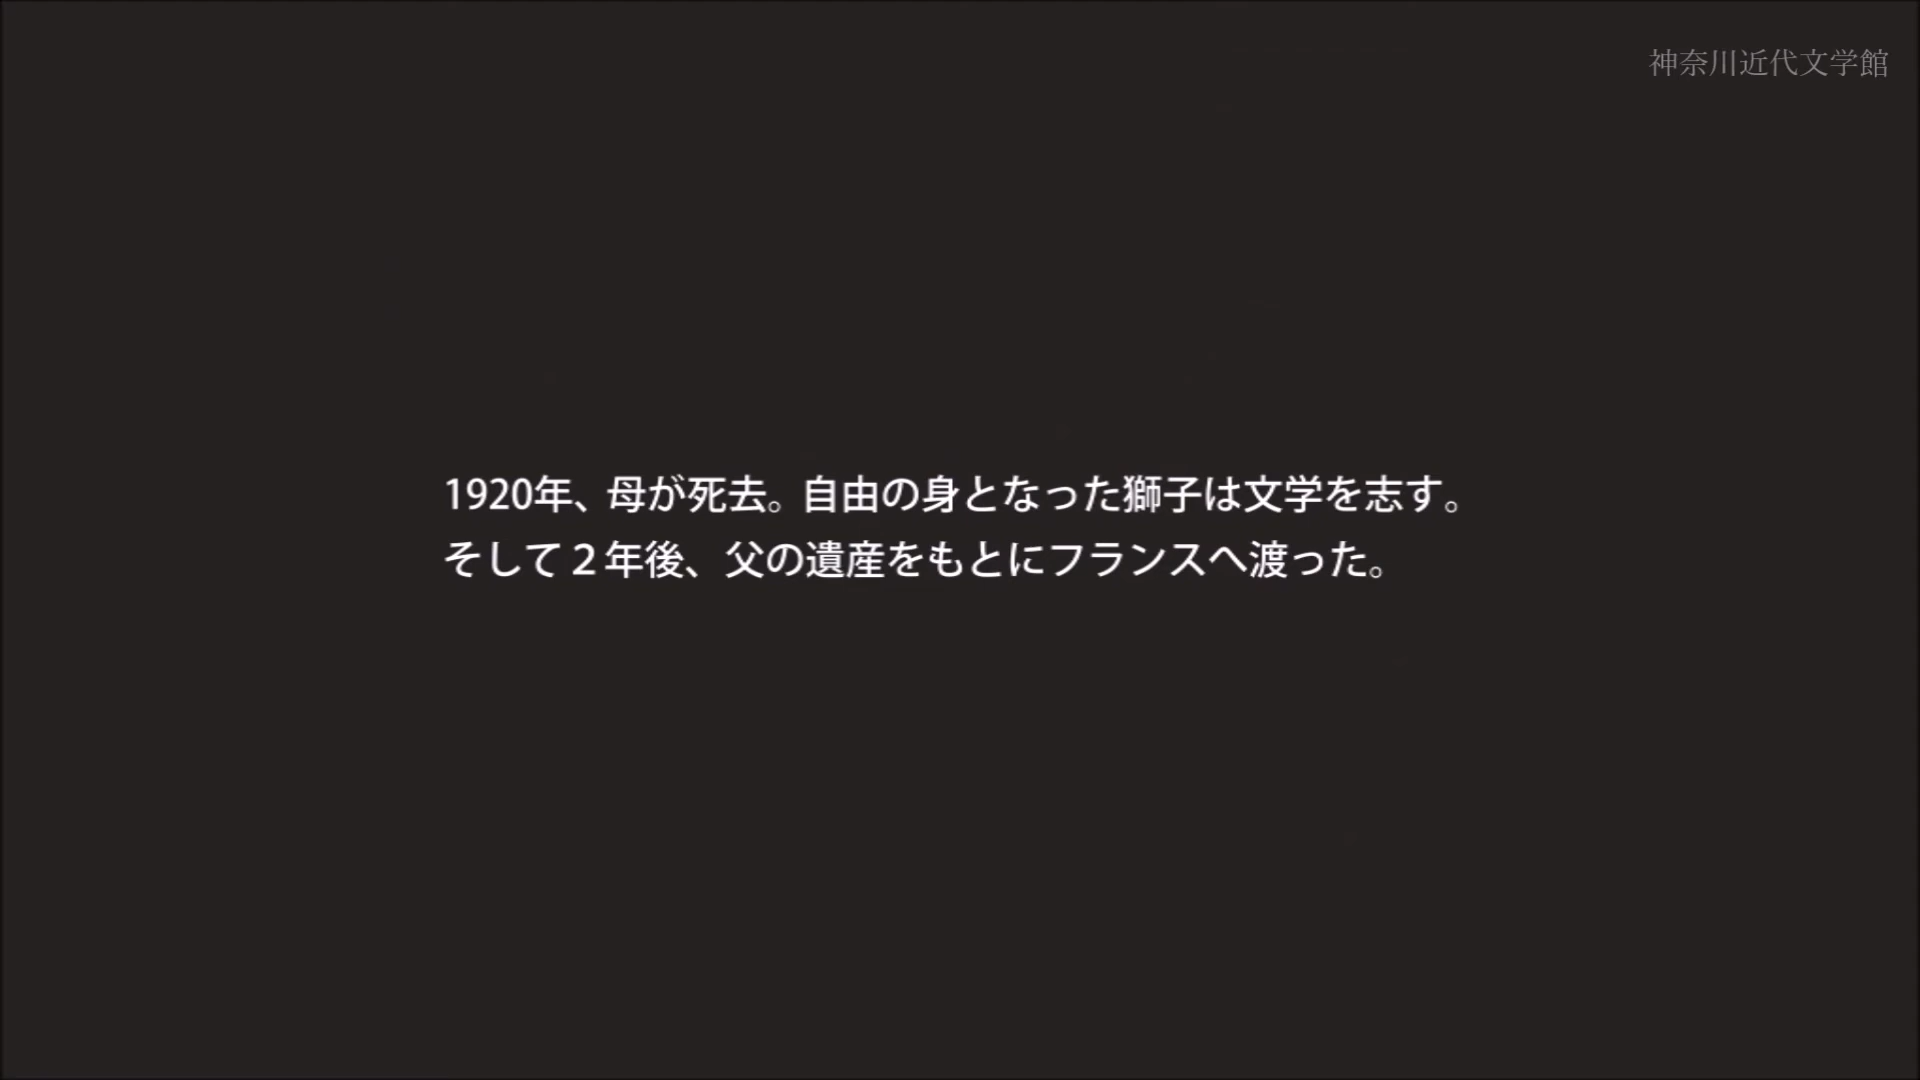 神奈川近代文学館
1920年、母が死去。自由の身となった獅子は文学を志す。
そして２年後、父の遺産をもとにフランスへ渡った。